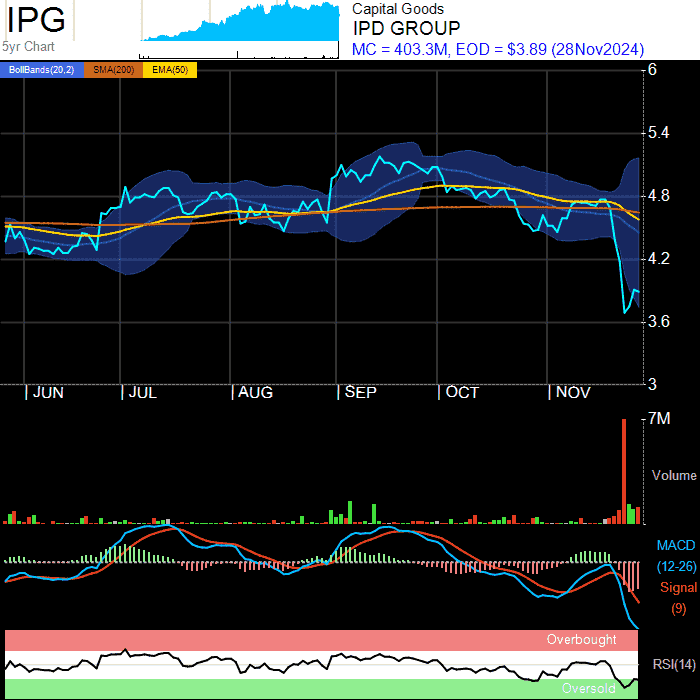 IPG
5yr Chart
Capital Goods
IPD GROUP
MC = 403.3M, EOD = $3.89 (28Nov2024)
BollBands(20,2) SMA(200) EMA(50)
6
5.4
4.8
4.2
3.6
3
JUN JUL AUG SEP OCT NOV
7M
Volume
MACD
(12-26)
Signal
(9)
Overbought
RSI(14)
Oversold